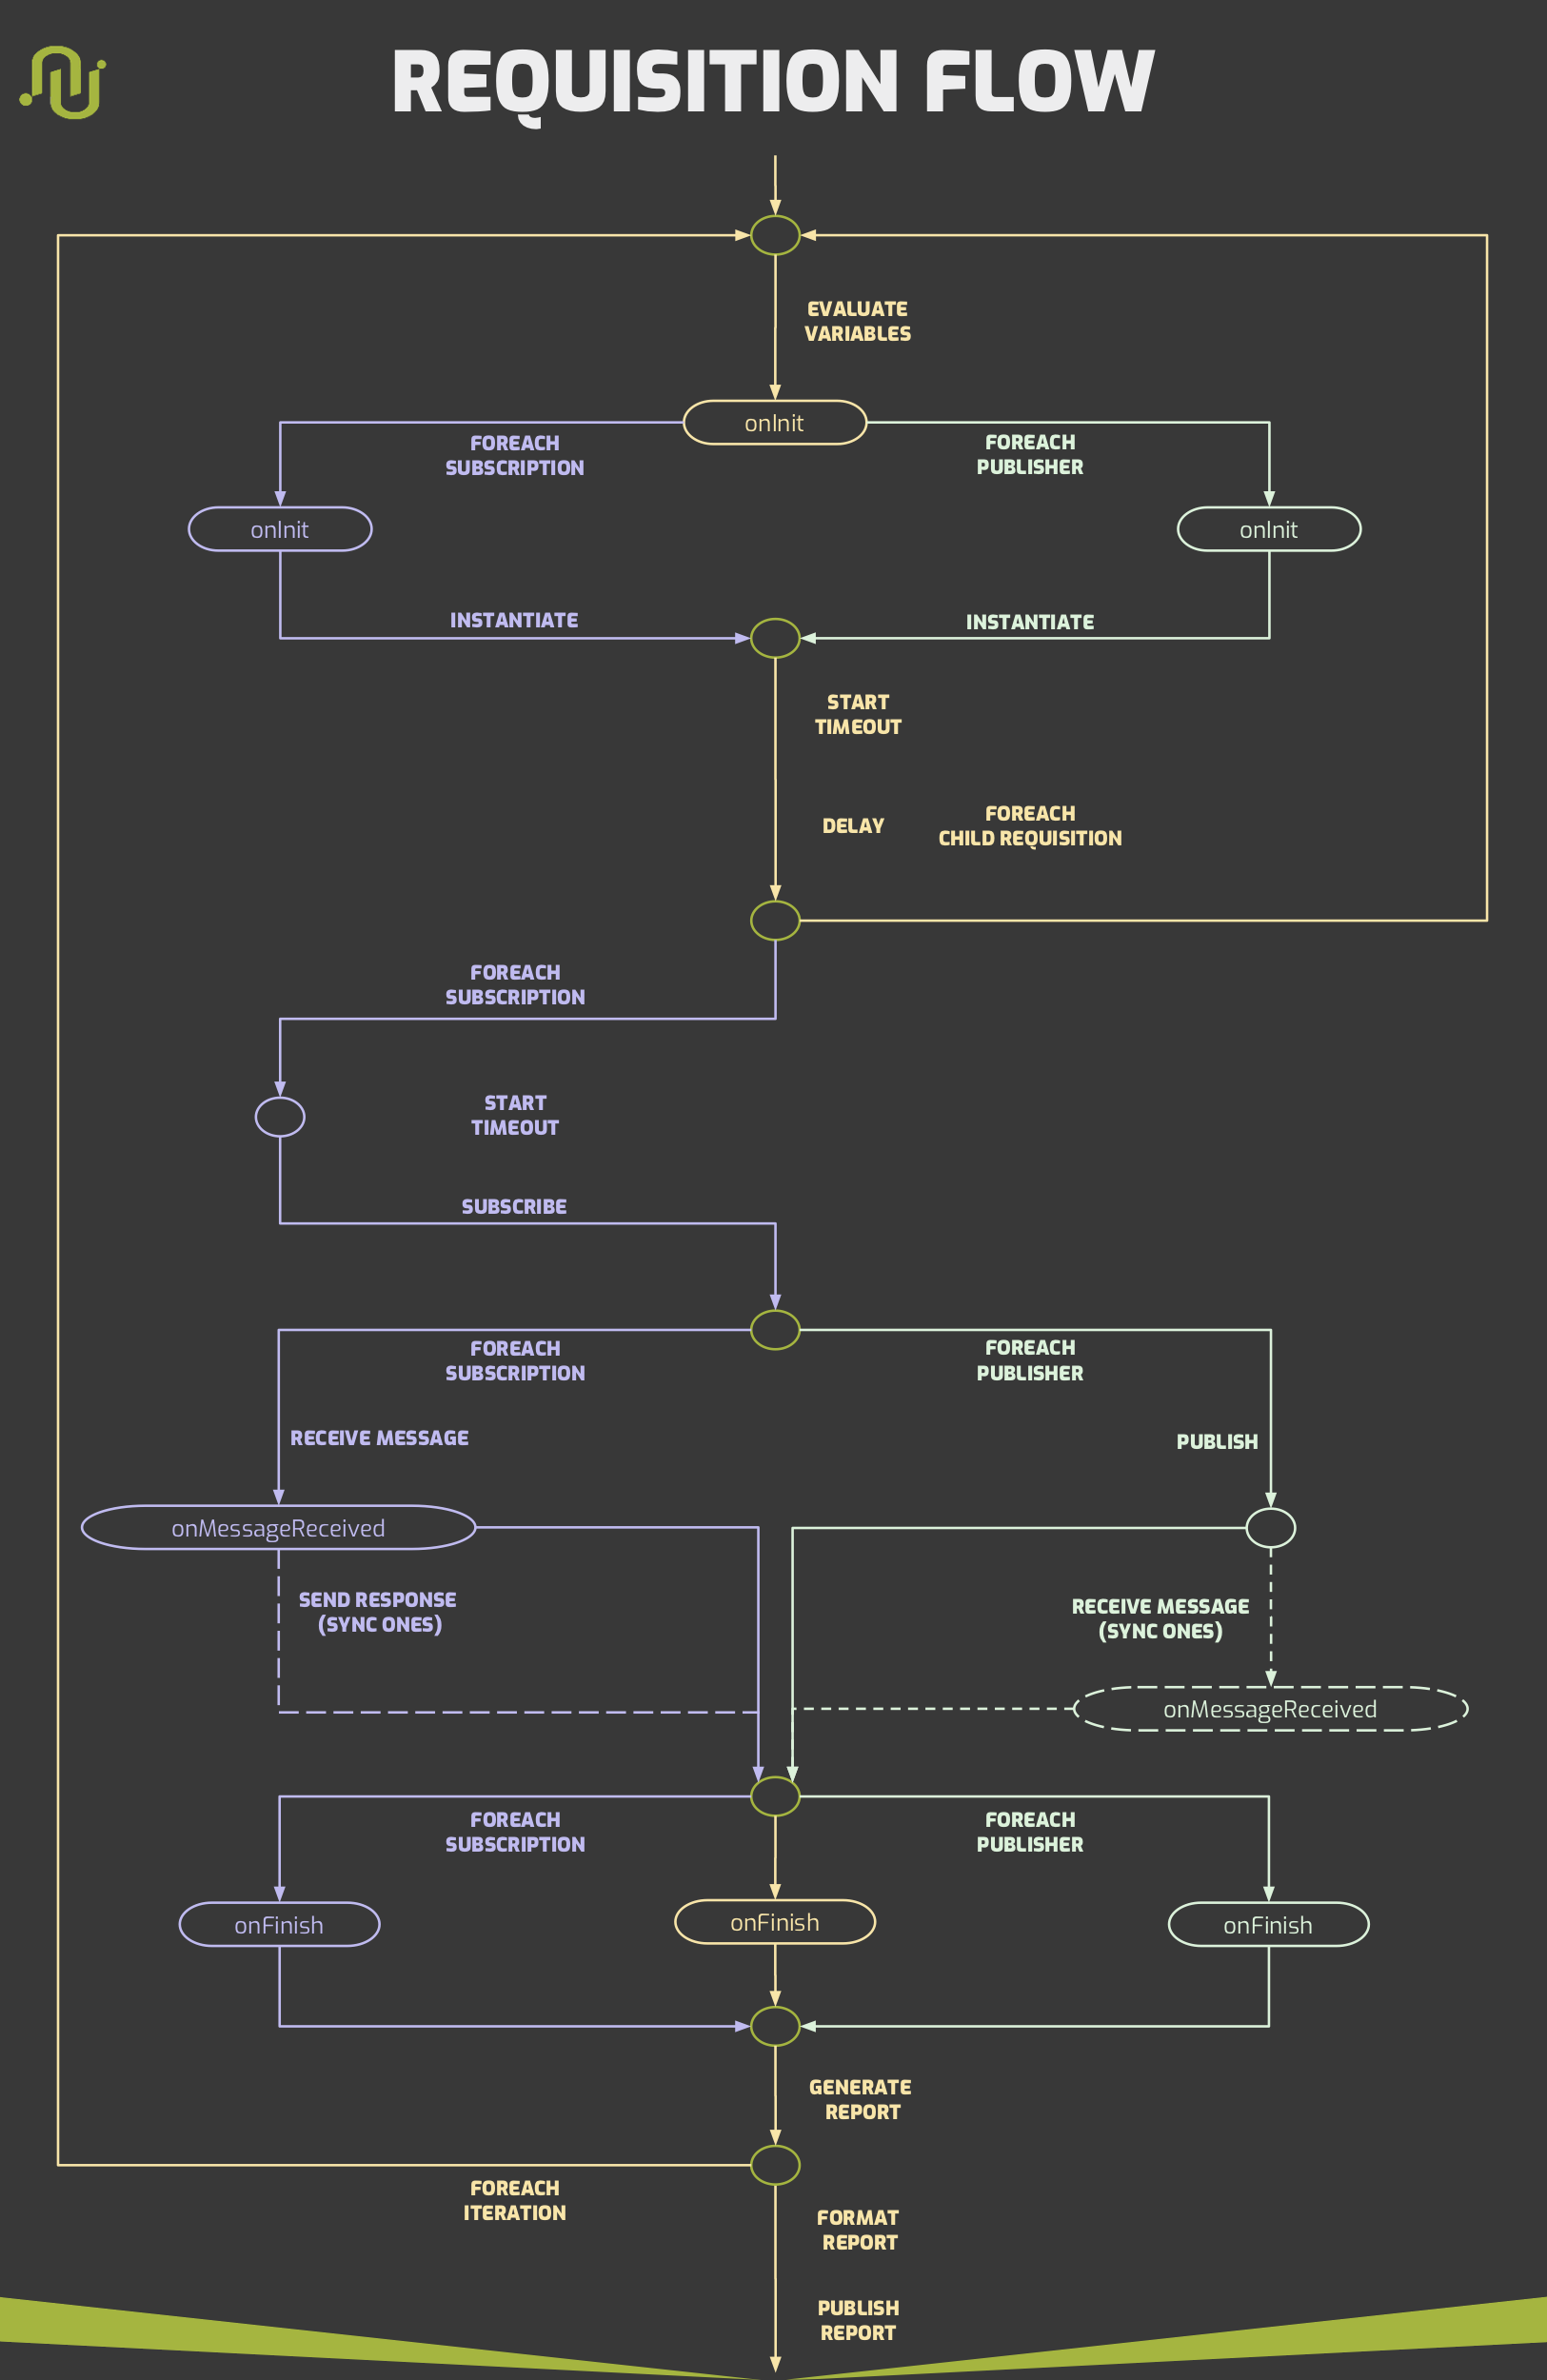 REQUISITION FLOW
EVALUATE
VARIABLES
onInit
FOREACH
SUBSCRIPTION
FOREACH
PUBLISHER
onInit
onInit
INSTANTIATE
INSTANTIATE
START
TIMEOUT
DELAY
FOREACH
CHILD REQUISITION
FOREACH
SUBSCRIPTION
START
TIMEOUT
SUBSCRIBE
FOREACH
SUBSCRIPTION
FOREACH
PUBLISHER
RECEIVE MESSAGE
PUBLISH
onMessageReceived
SEND RESPONSE
(SYNC ONES)
RECEIVE MESSAGE
(SYNC ONES)
onMessageReceived
FOREACH
SUBSCRIPTION
FOREACH
PUBLISHER
onFinish
onFinish
onFinish
GENERATE
REPORT
FOREACH
ITERATION
FORMAT
REPORT
PUBLISH
REPORT